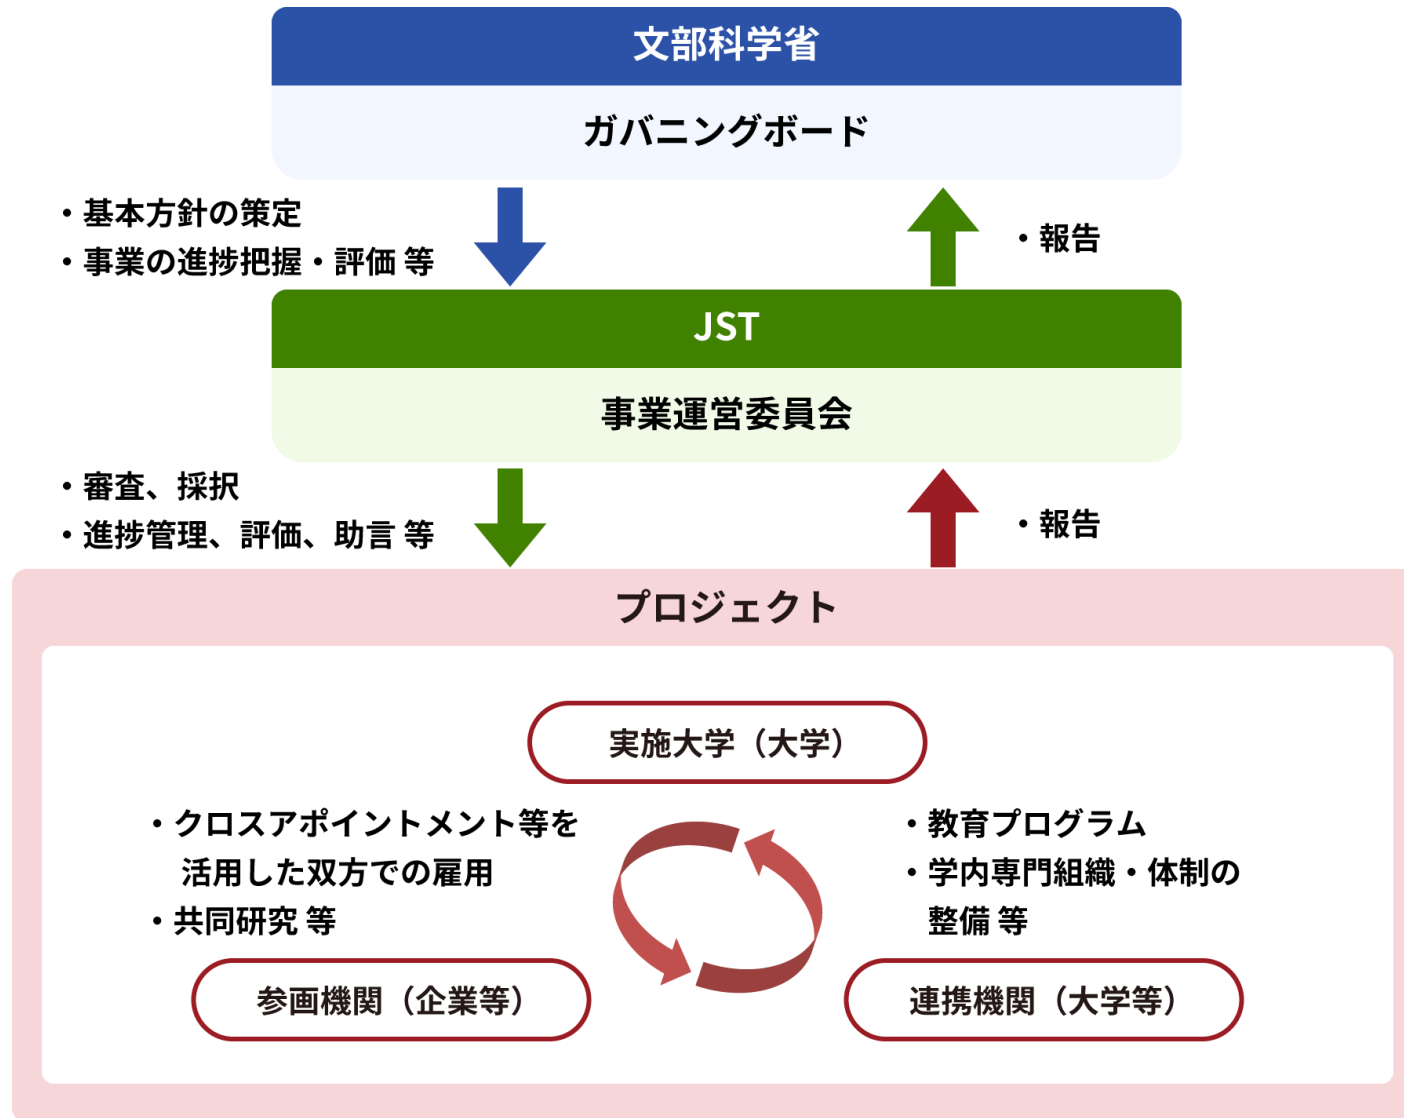 文部科学省
ガバニングボード
・基本方針の策定
・事業の進捗把握・評価 等
・報告
JST
事業運営委員会
・審査、採択
・進捗管理、評価、助言 等
・報告
プロジェクト
実施大学（大学）
・クロスアポイントメント等を
活用した双方での雇用
・共同研究 等
・教育プログラム
・学内専門組織・体制の
整備 等
参画機関（企業等）
連携機関（大学等）